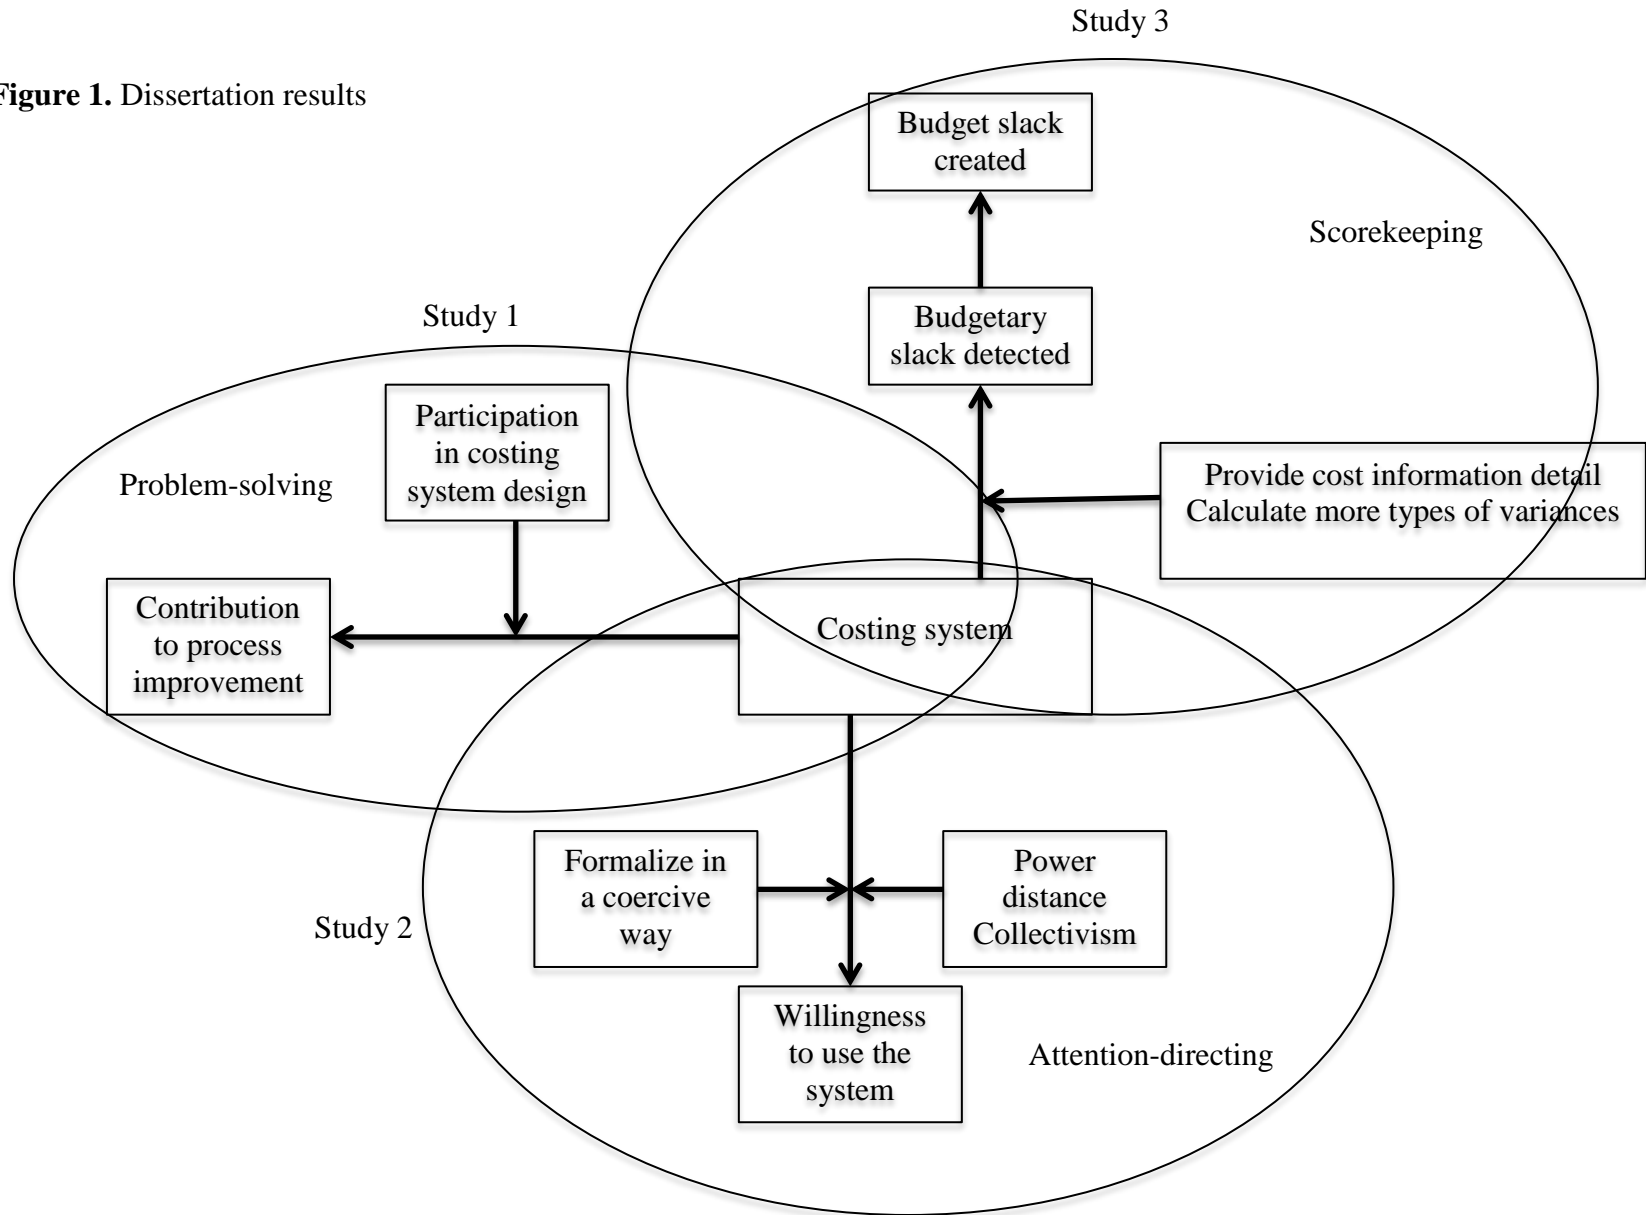 Study 3
Figure 1. Dissertation results
Budget slack
created
Scorekeeping
Study 1
Budgetary
slack detected
Participation
in costing
system design
Problem-solving
Provide cost information detail
Calculate more types of variances
Contribution
to process
improvement
Costing system
Formalize in
a coercive
way
Power
distance
Collectivism
Study 2
Willingness
to use the
system
Attention-directing